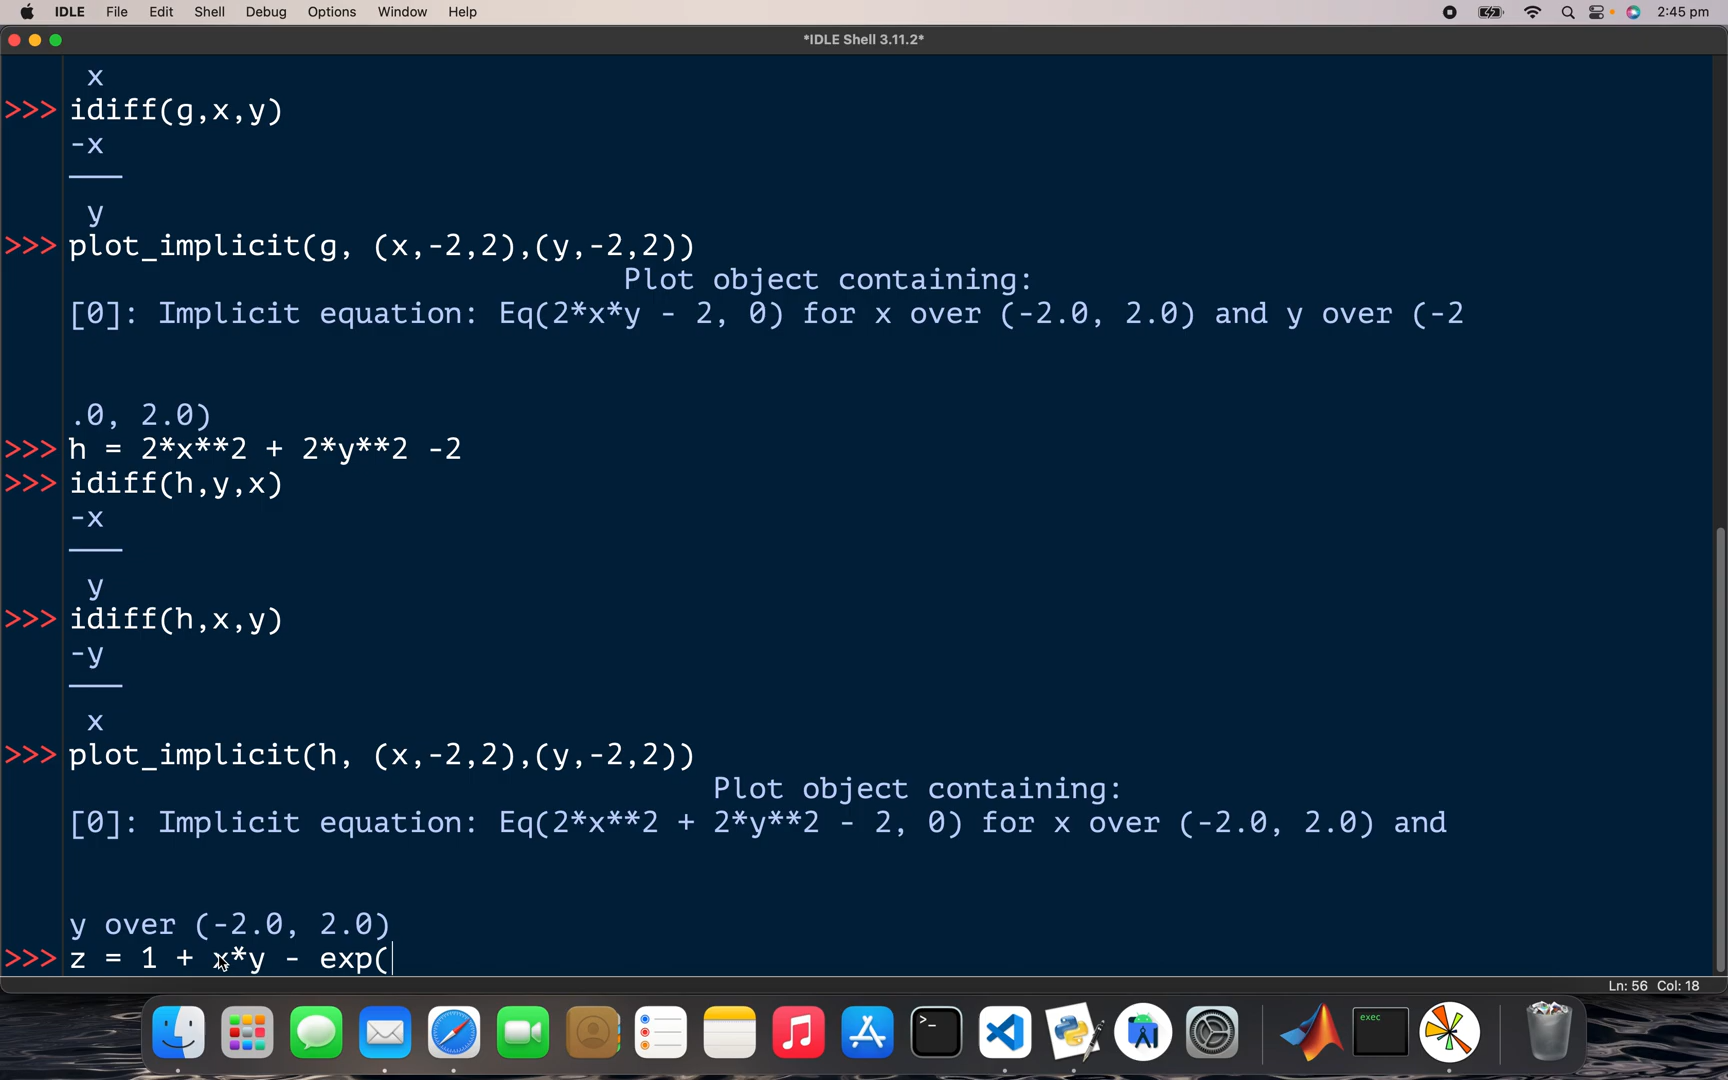 IDLE File Edit Shell Debug Options Window Help 2:45 pm
*IDLE Shell 3.11.2*
x
>>> idiff(g,x,y)
-x
y
>>> plot_implicit(g, (x,-2,2),(y,-2,2))
Plot object containing:
[0]: Implicit equation: Eq(2*x*y - 2, 0) for x over (-2.0, 2.0) and y over (-2
.0, 2.0)
>>> h = 2*x**2 + 2*y**2 -2
>>> idiff(h,y,x)
-x
y
>>> idiff(h,x,y)
-y
x
>>> plot_implicit(h, (x,-2,2),(y,-2,2))
Plot object containing:
[0]: Implicit equation: Eq(2*x**2 + 2*y**2 - 2, 0) for x over (-2.0, 2.0) and
y over (-2.0, 2.0)
>>> z = 1 + x*y - exp(
Ln: 56 Col: 18
>_
exec